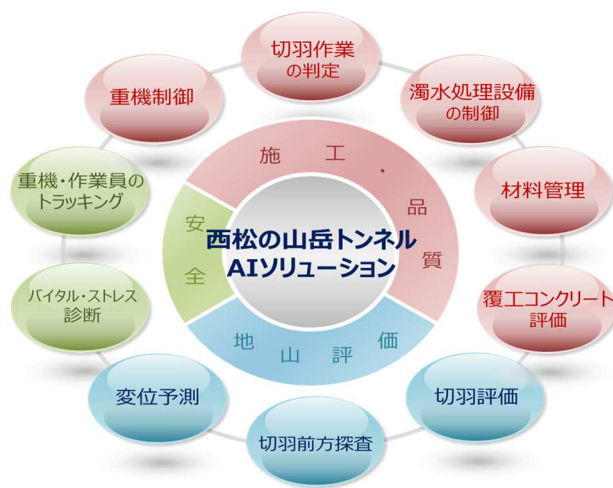 切羽作業
の判定
重機制御
濁水処理設備
の制御
施工・品質
重機・作業員の
トラッキング
材料管理
安全
西松の山岳トンネル
AIソリューション
バイタル・ストレス
診断
覆工コンクリート
評価
地山評価
変位予測
切羽評価
切羽前方探査